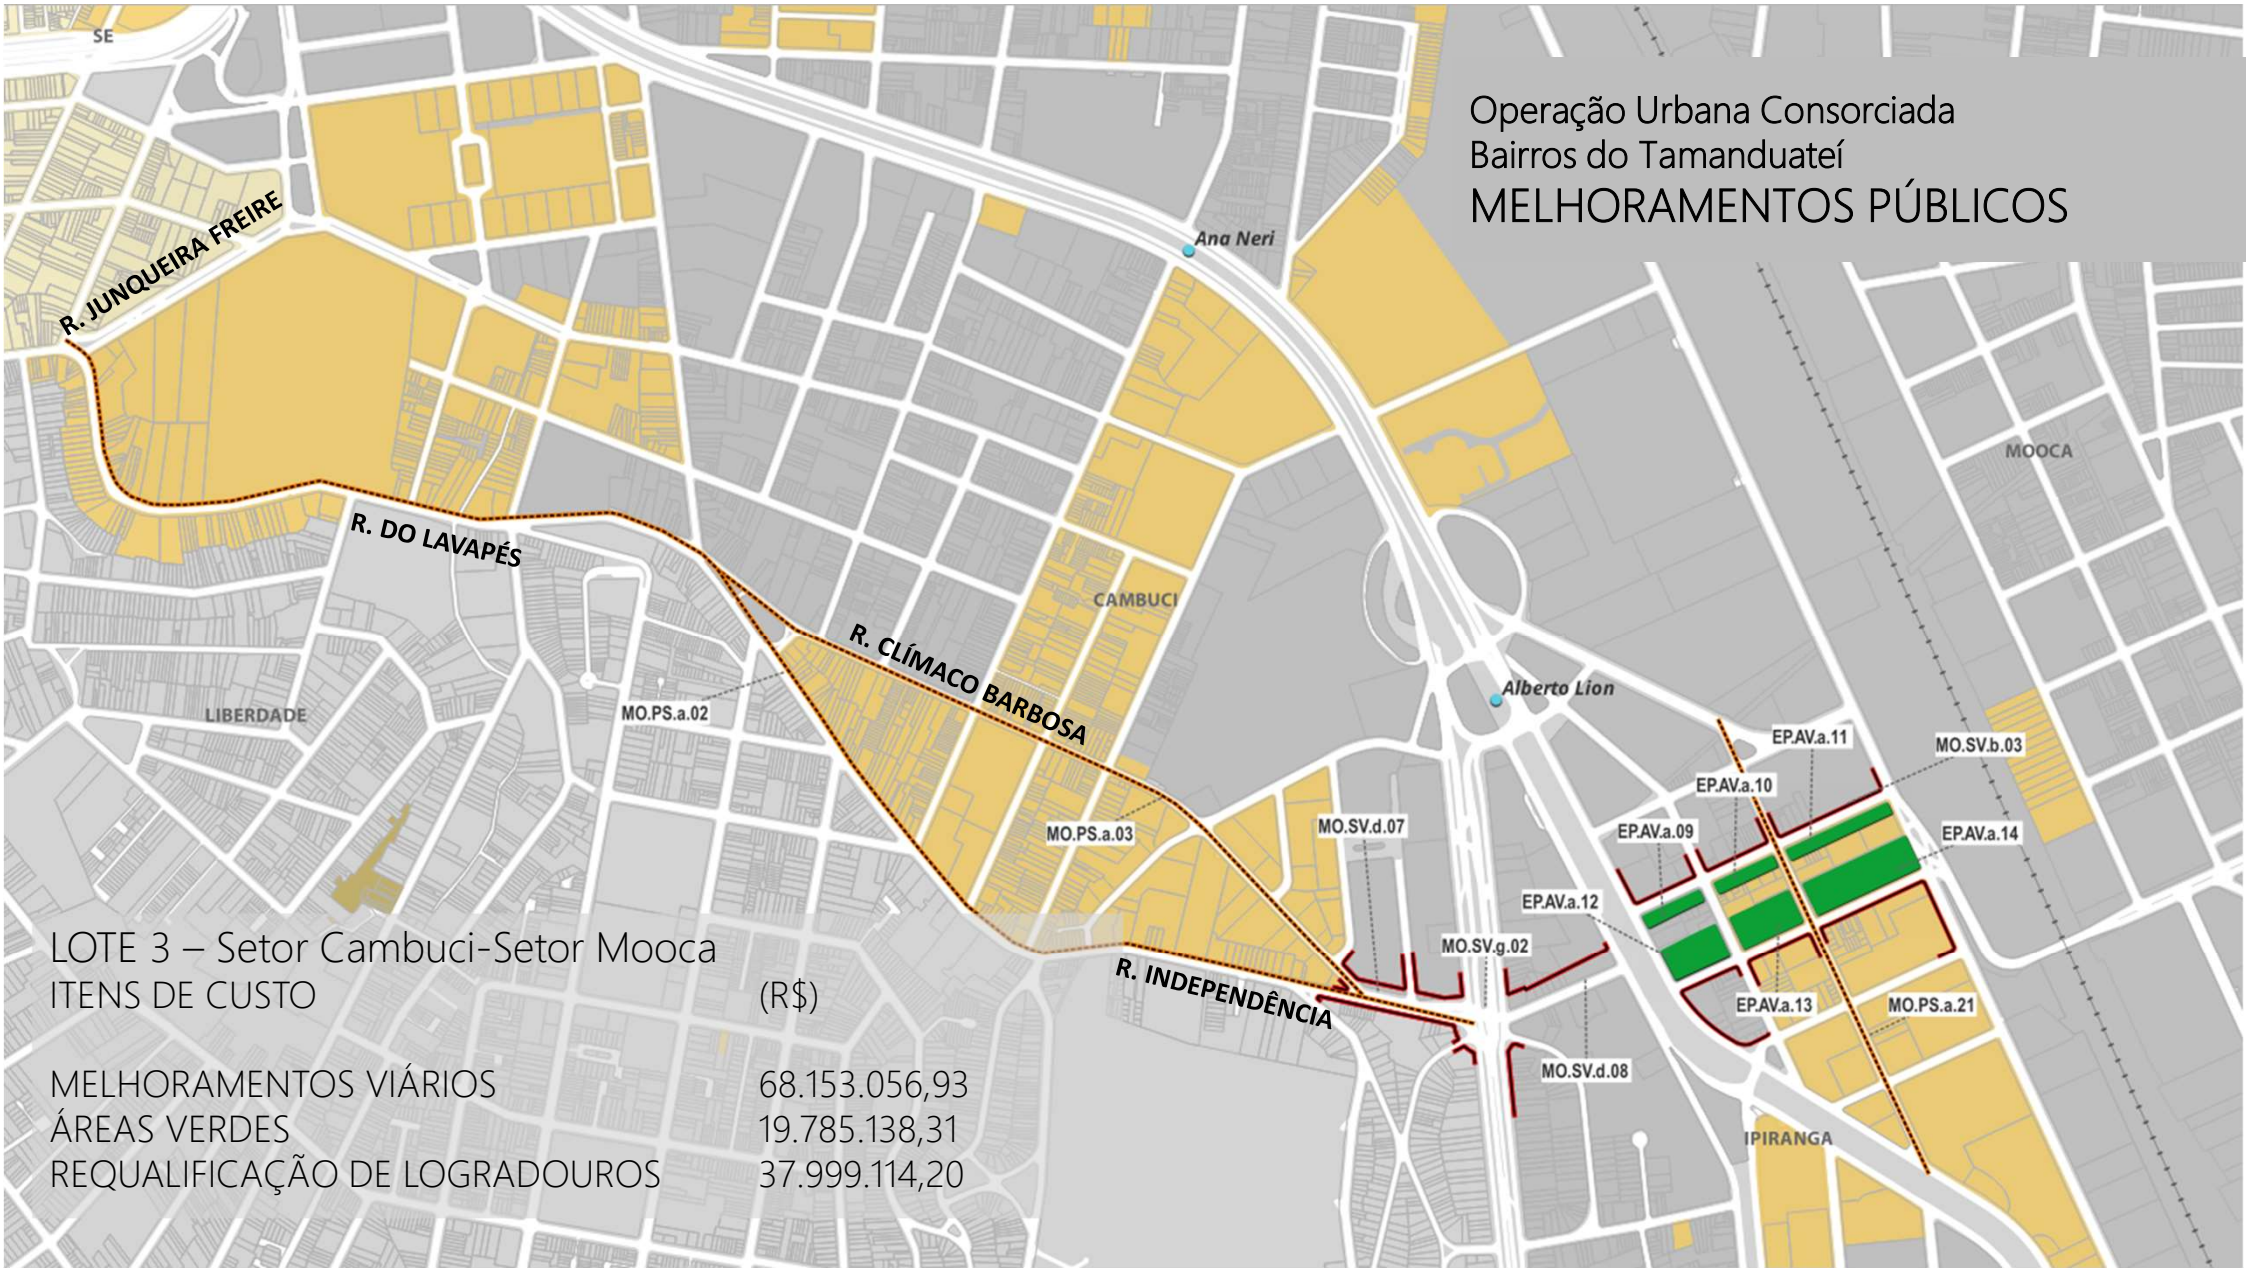 SE
Operação Urbana Consorciada
Bairros do Tamanduateí
MELHORAMENTOS PÚBLICOS
R. JUNQUEIRA FREIRE
Ana Neri
MOOCA
R. DO LAVAPÉS
CAMBUCI
R. CLÍMACO BARBOSA
Alberto Lion
MO.PS.a.02
LIBERDADE
EP.AV.a.11
MO.SV.b.03
EP.AV.a.10
MO.PS.a.03
MO.SV.d.07
EP.AV.a.09
EP.AV.a.14
EP.AV.a.12
MO.SV.g.02
R. INDEPENDÊNCIA
EP.AV.a.13
MO.PS.a.21
MO.SV.d.08
IPIRANGA
LOTE 3 – Setor Cambuci-Setor Mooca
ITENS DE CUSTO (R$)
MELHORAMENTOS VIÁRIOS 68.153.056,93
ÁREAS VERDES 19.785.138,31
REQUALIFICAÇÃO DE LOGRADOUROS 37.999.114,20